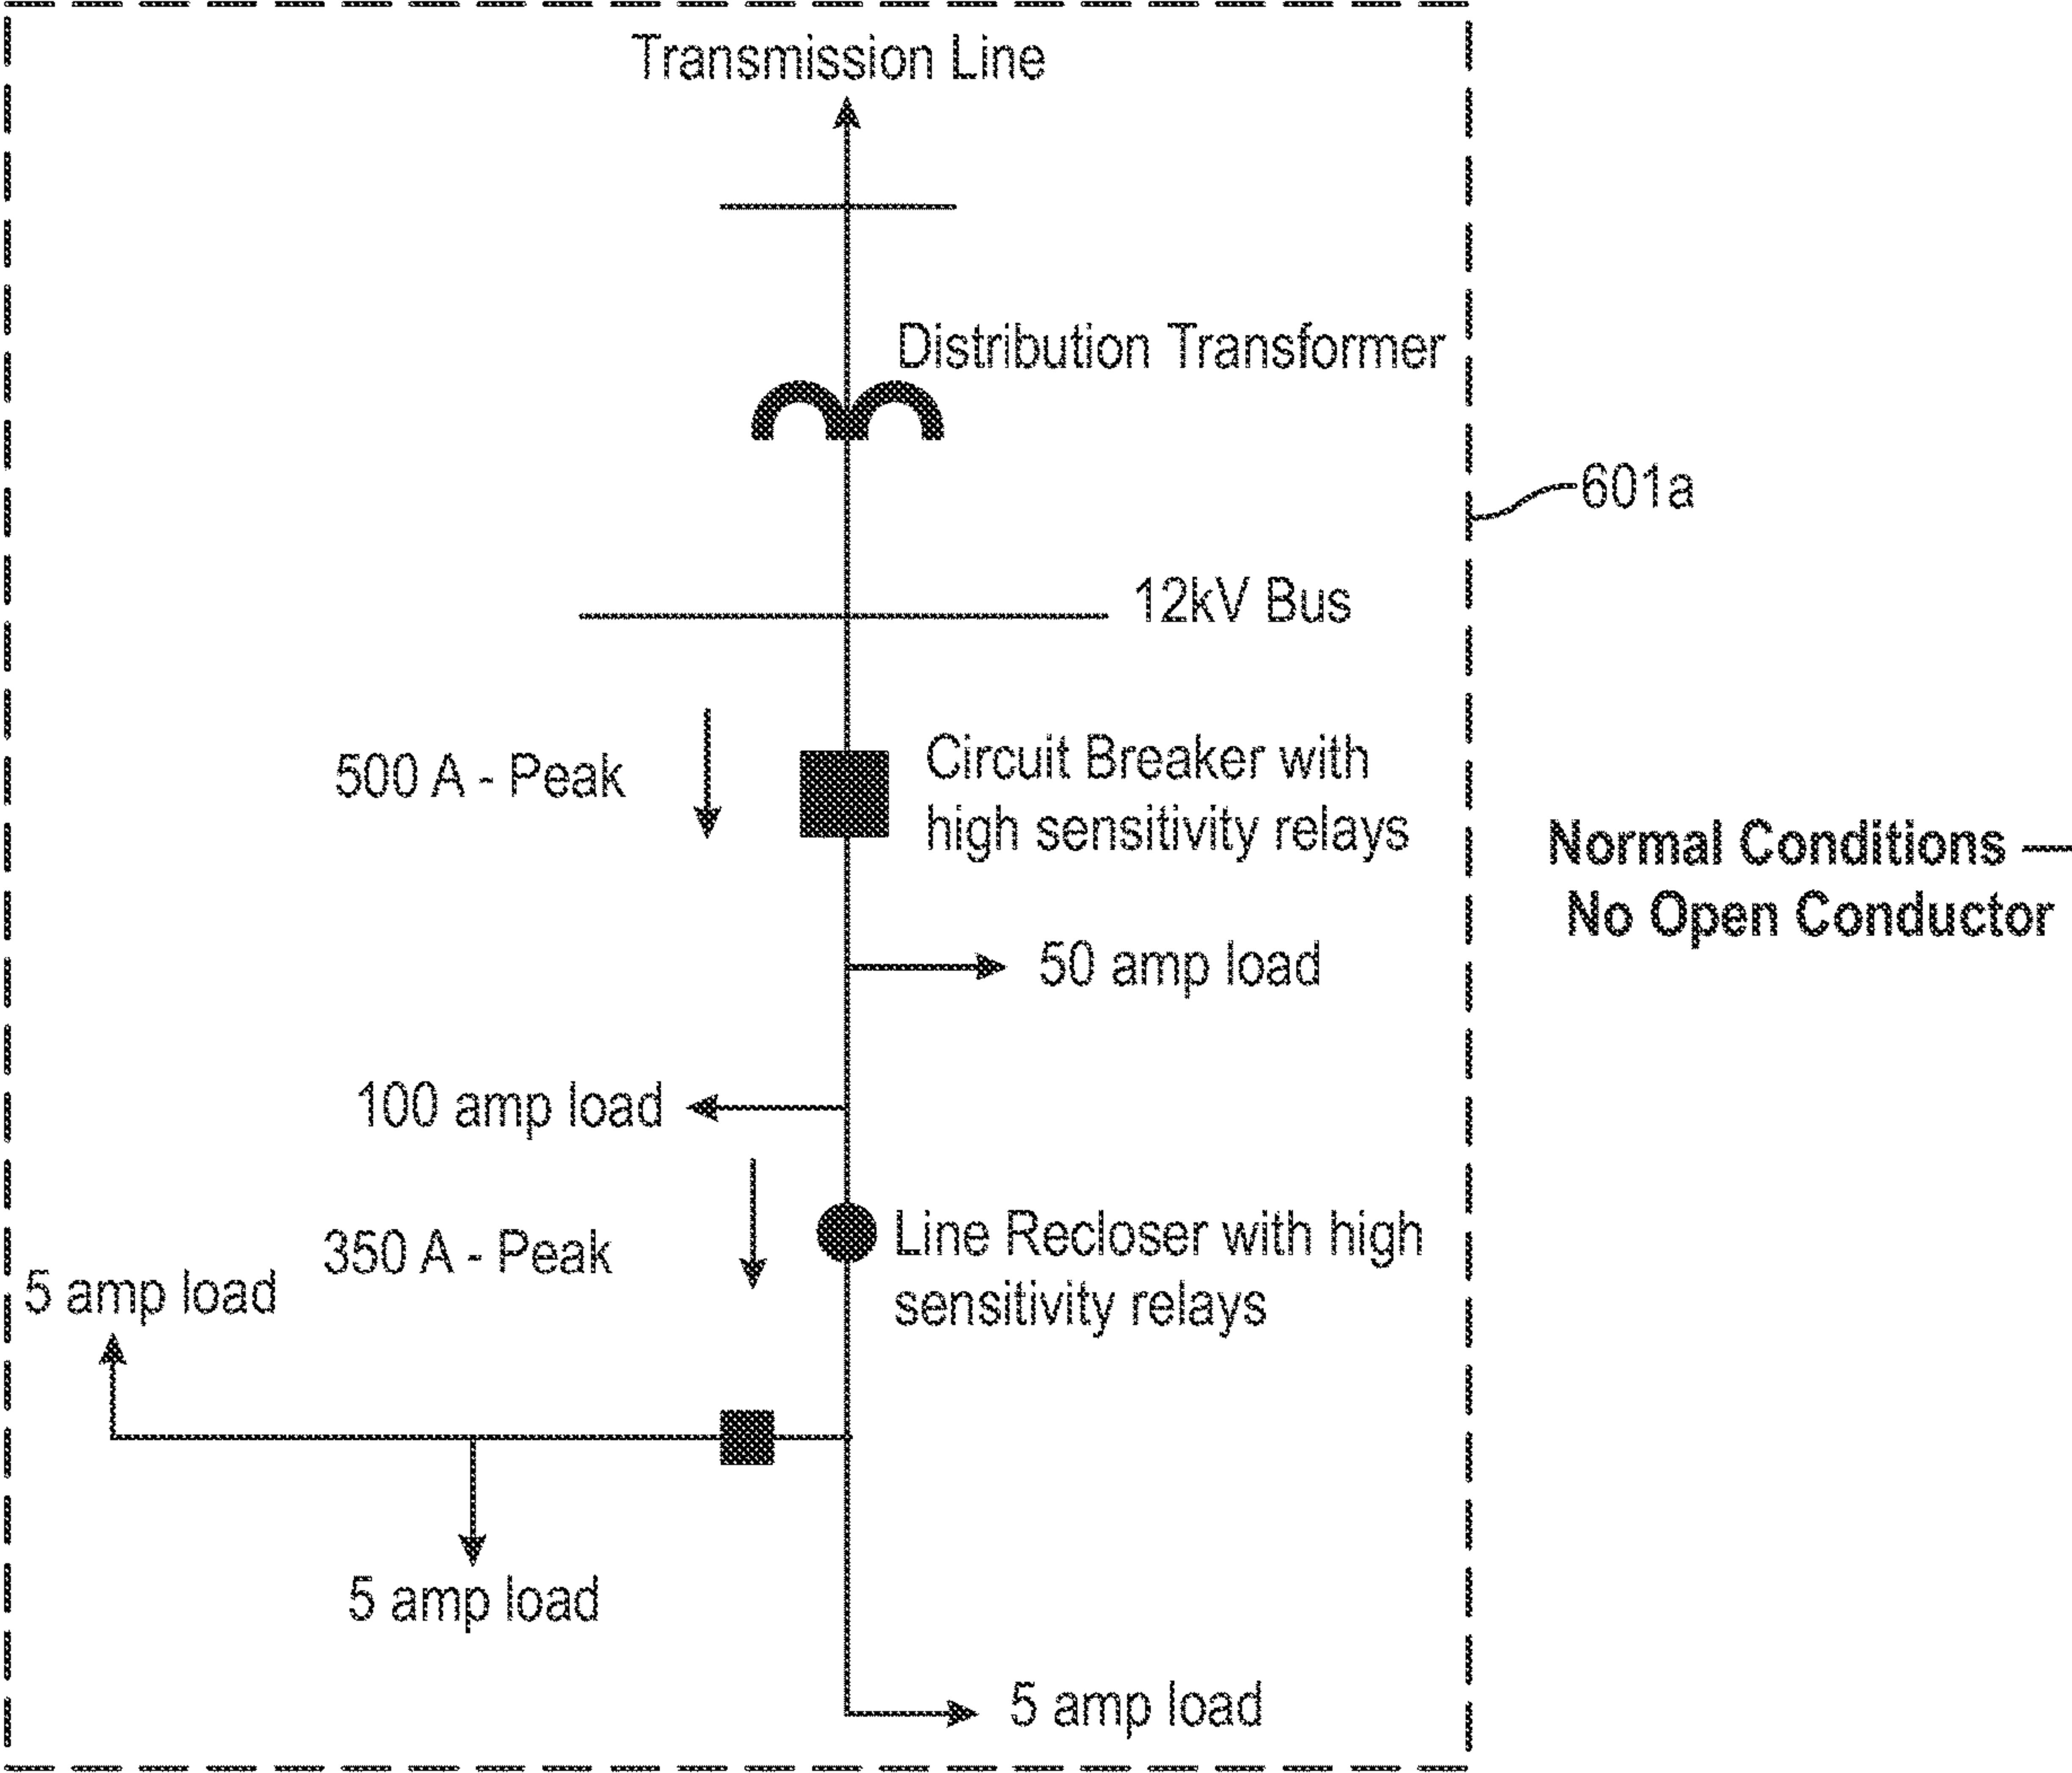 Transmission Line
Distribution Transformer
601a
12kV Bus
500 A - Peak
Circuit Breaker with
high sensitivity relays
Normal Conditions —
No Open Conductor
50 amp load
100 amp load
350 A - Peak
Line Recloser with high
sensitivity relays
5 amp load
5 amp load
5 amp load